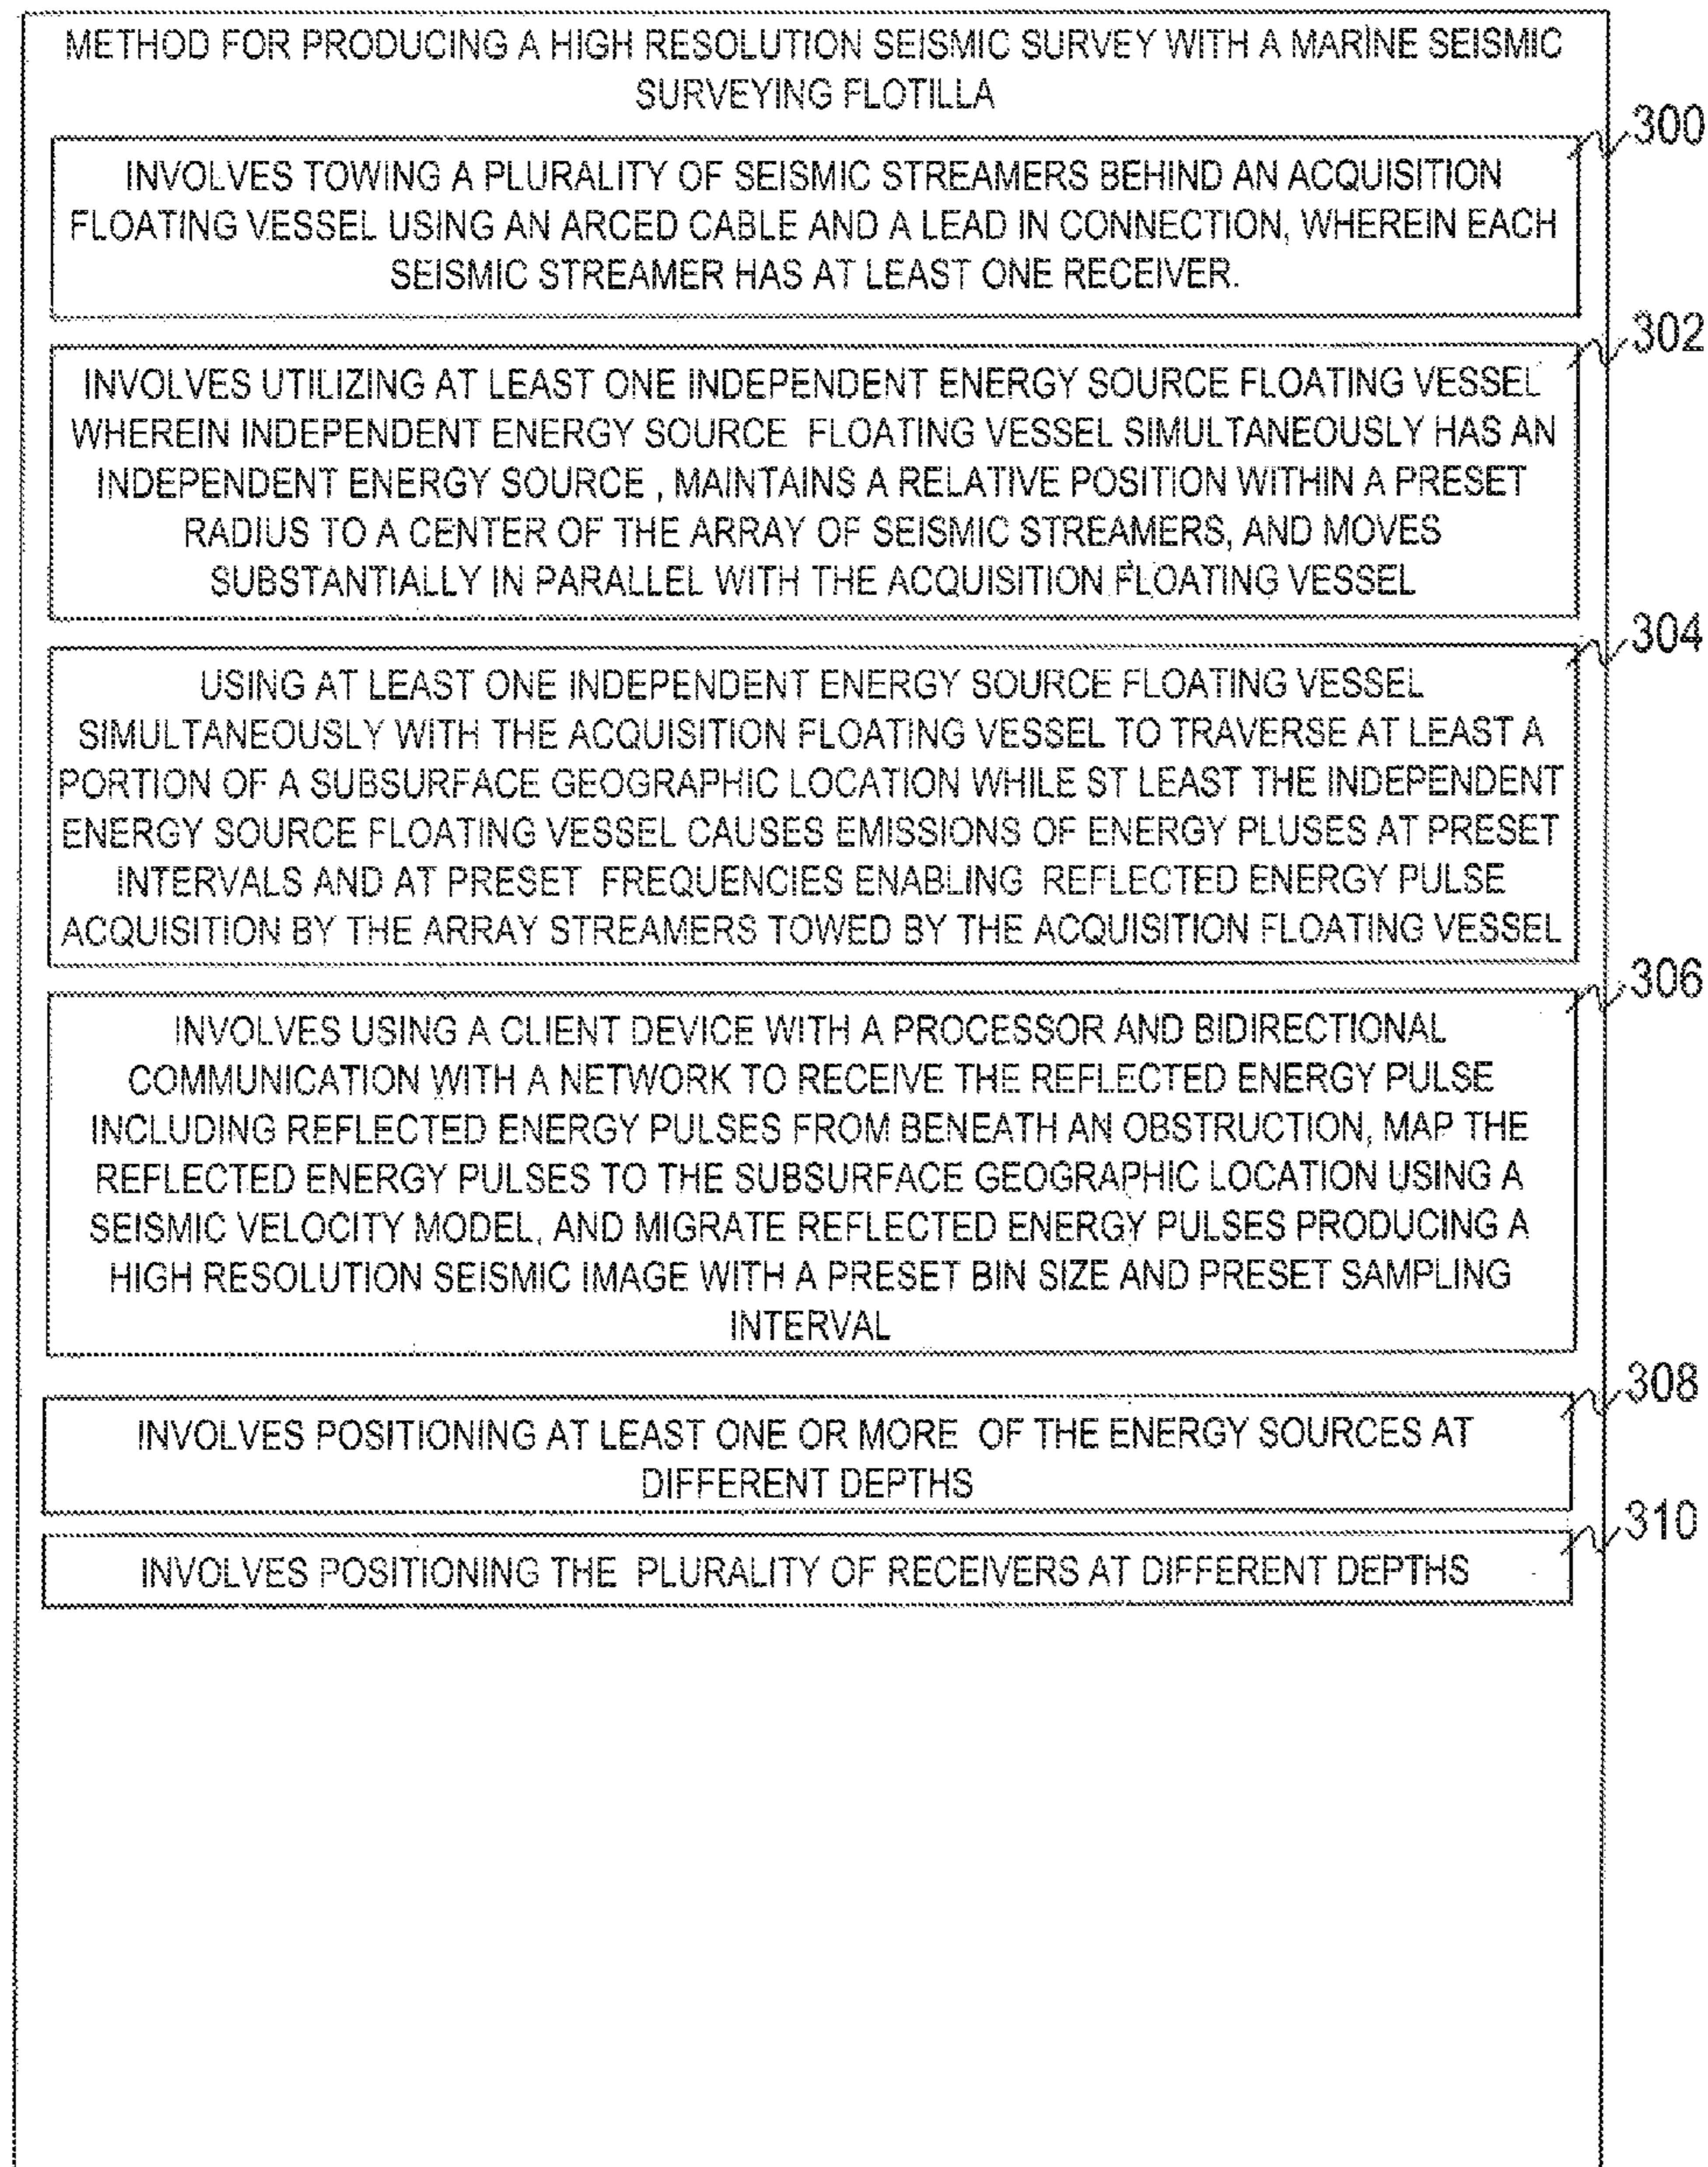 METHOD FOR PRODUCING A HIGH RESOLUTION SEISMIC SURVEY WITH A MARINE SEISMIC
SURVEYING FLOTILLA
300
INVOLVES TOWING A PLURALITY OF SEISMIC STREAMERS BEHIND AN ACQUISITION
FLOATING VESSEL USING AN ARCED CABLE AND A LEAD IN CONNECTION, WHEREIN EACH
SEISMIC STREAMER HAS AT LEAST ONE RECEIVER.
302
INVOLVES UTILIZING AT LEAST ONE INDEPENDENT ENERGY SOURCE FLOATING VESSEL
WHEREIN INDEPENDENT ENERGY SOURCE FLOATING VESSEL SIMULTANEOUSLY HAS AN
INDEPENDENT ENERGY SOURCE , MAINTAINS A RELATIVE POSITION WITHIN A PRESET
RADIUS TO A CENTER OF THE ARRAY OF SEISMIC STREAMERS, AND MOVES
SUBSTANTIALLY IN PARALLEL WITH THE ACQUISITION FLOATING VESSEL
304
USING AT LEAST ONE INDEPENDENT ENERGY SOURCE FLOATING VESSEL
SIMULTANEOUSLY WITH THE ACQUISITION FLOATING VESSEL TO TRAVERSE AT LEAST A
PORTION OF A SUBSURFACE GEOGRAPHIC LOCATION WHILE ST LEAST THE INDEPENDENT
ENERGY SOURCE FLOATING VESSEL CAUSES EMISSIONS OF ENERGY PLUSES AT PRESET
INTERVALS AND AT PRESET FREQUENCIES ENABLING REFLECTED ENERGY PULSE
ACQUISITION BY THE ARRAY STREAMERS TOWED BY THE ACQUISITION FLOATING VESSEL
306
INVOLVES USING A CLIENT DEVICE WITH A PROCESSOR AND BIDIRECTIONAL
COMMUNICATION WITH A NETWORK TO RECEIVE THE REFLECTED ENERGY PULSE
INCLUDING REFLECTED ENERGY PULSES FROM BENEATH AN OBSTRUCTION, MAP THE
REFLECTED ENERGY PULSES TO THE SUBSURFACE GEOGRAPHIC LOCATION USING A
SEISMIC VELOCITY MODEL, AND MIGRATE REFLECTED ENERGY PULSES PRODUCING A
HIGH RESOLUTION SEISMIC IMAGE WITH A PRESET BIN SIZE AND PRESET SAMPLING
INTERVAL
308
INVOLVES POSITIONING AT LEAST ONE OR MORE OF THE ENERGY SOURCES AT
DIFFERENT DEPTHS
310
INVOLVES POSITIONING THE PLURALITY OF RECEIVERS AT DIFFERENT DEPTHS